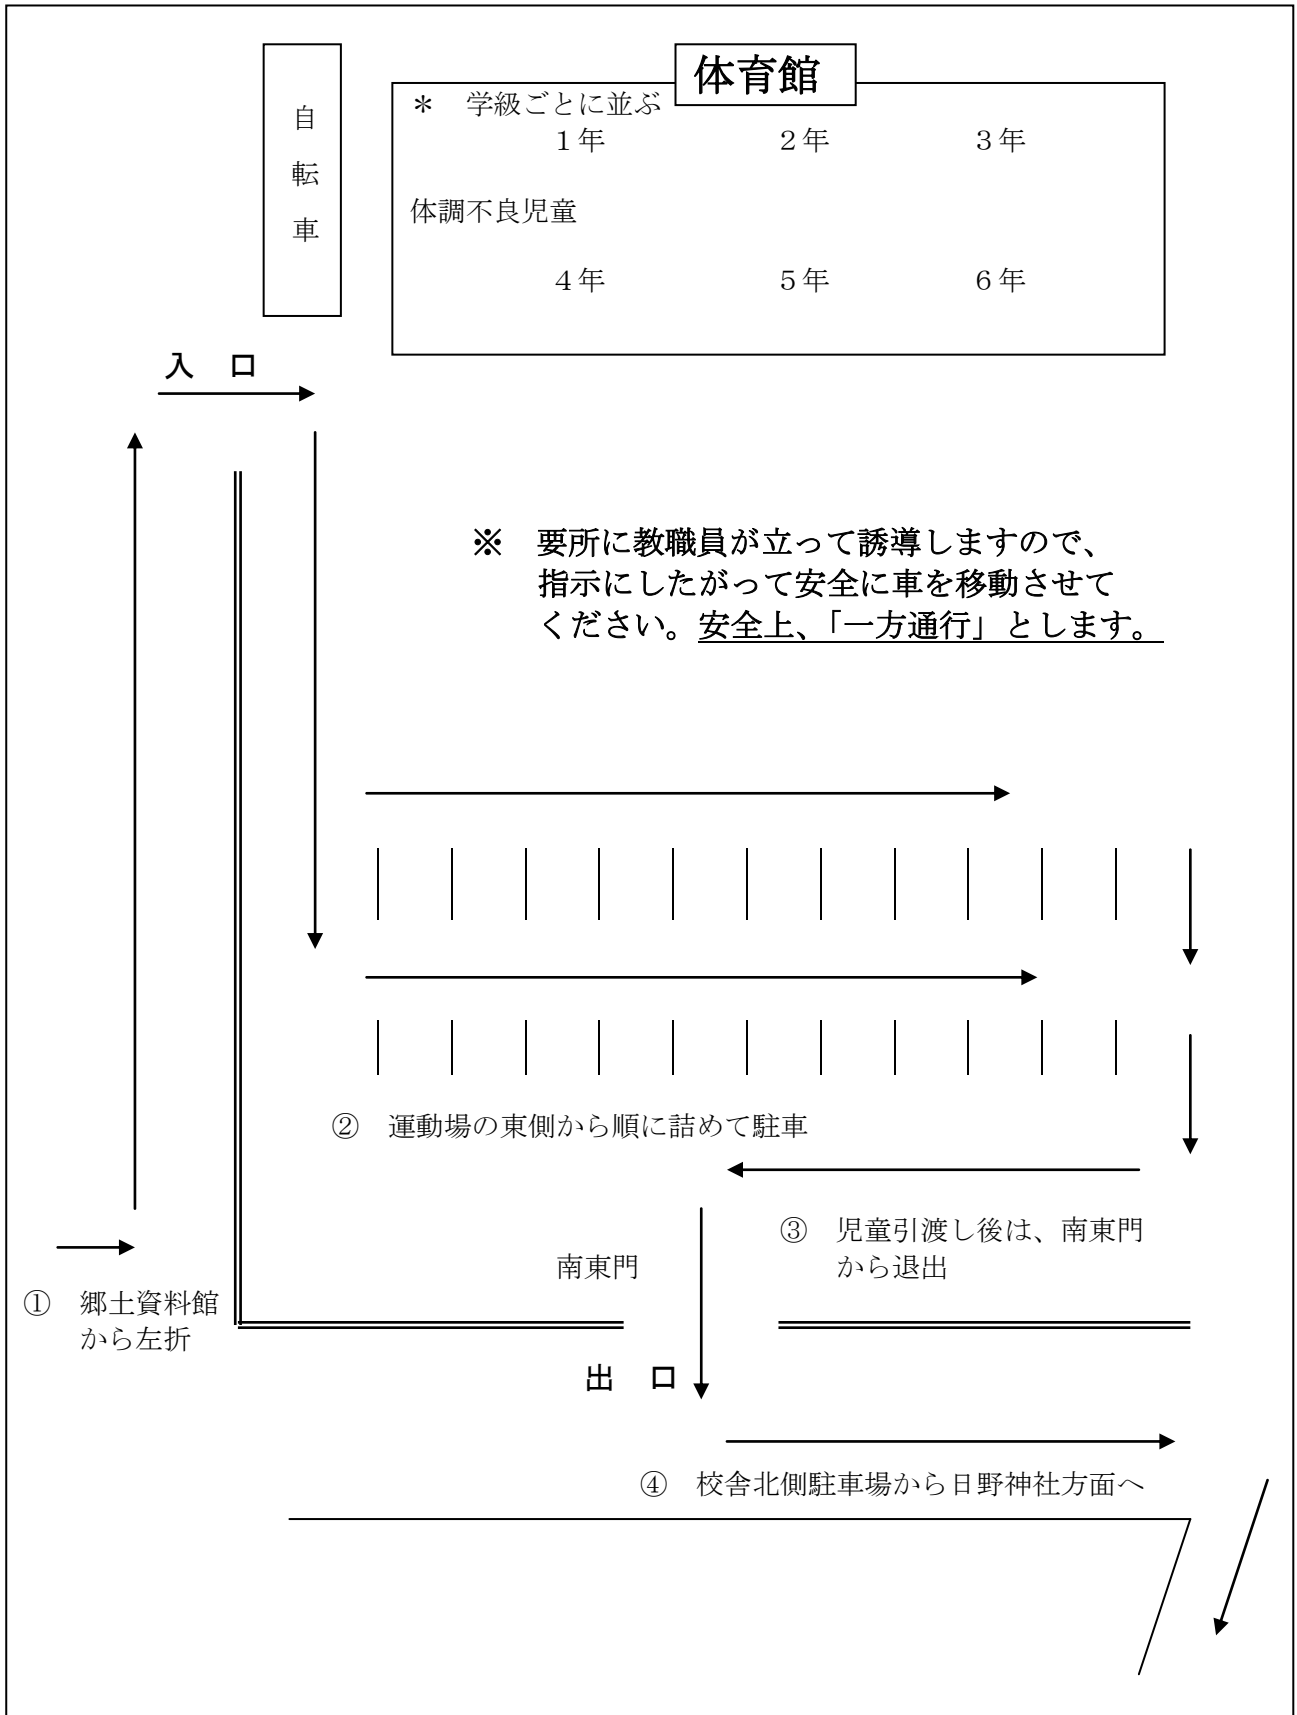 体育館
自転車
＊　学級ごとに並ぶ
１年　２年　３年
体調不良児童
４年　５年　６年
入　口
※　要所に教職員が立って誘導しますので、
指示にしたがって安全に車を移動させて
ください。安全上、「一方通行」とします。
②　運動場の東側から順に詰めて駐車
③　児童引渡し後は、南東門
から退出
南東門
①　郷土資料館
から左折
出　口
④　校舎北側駐車場から日野神社方面へ